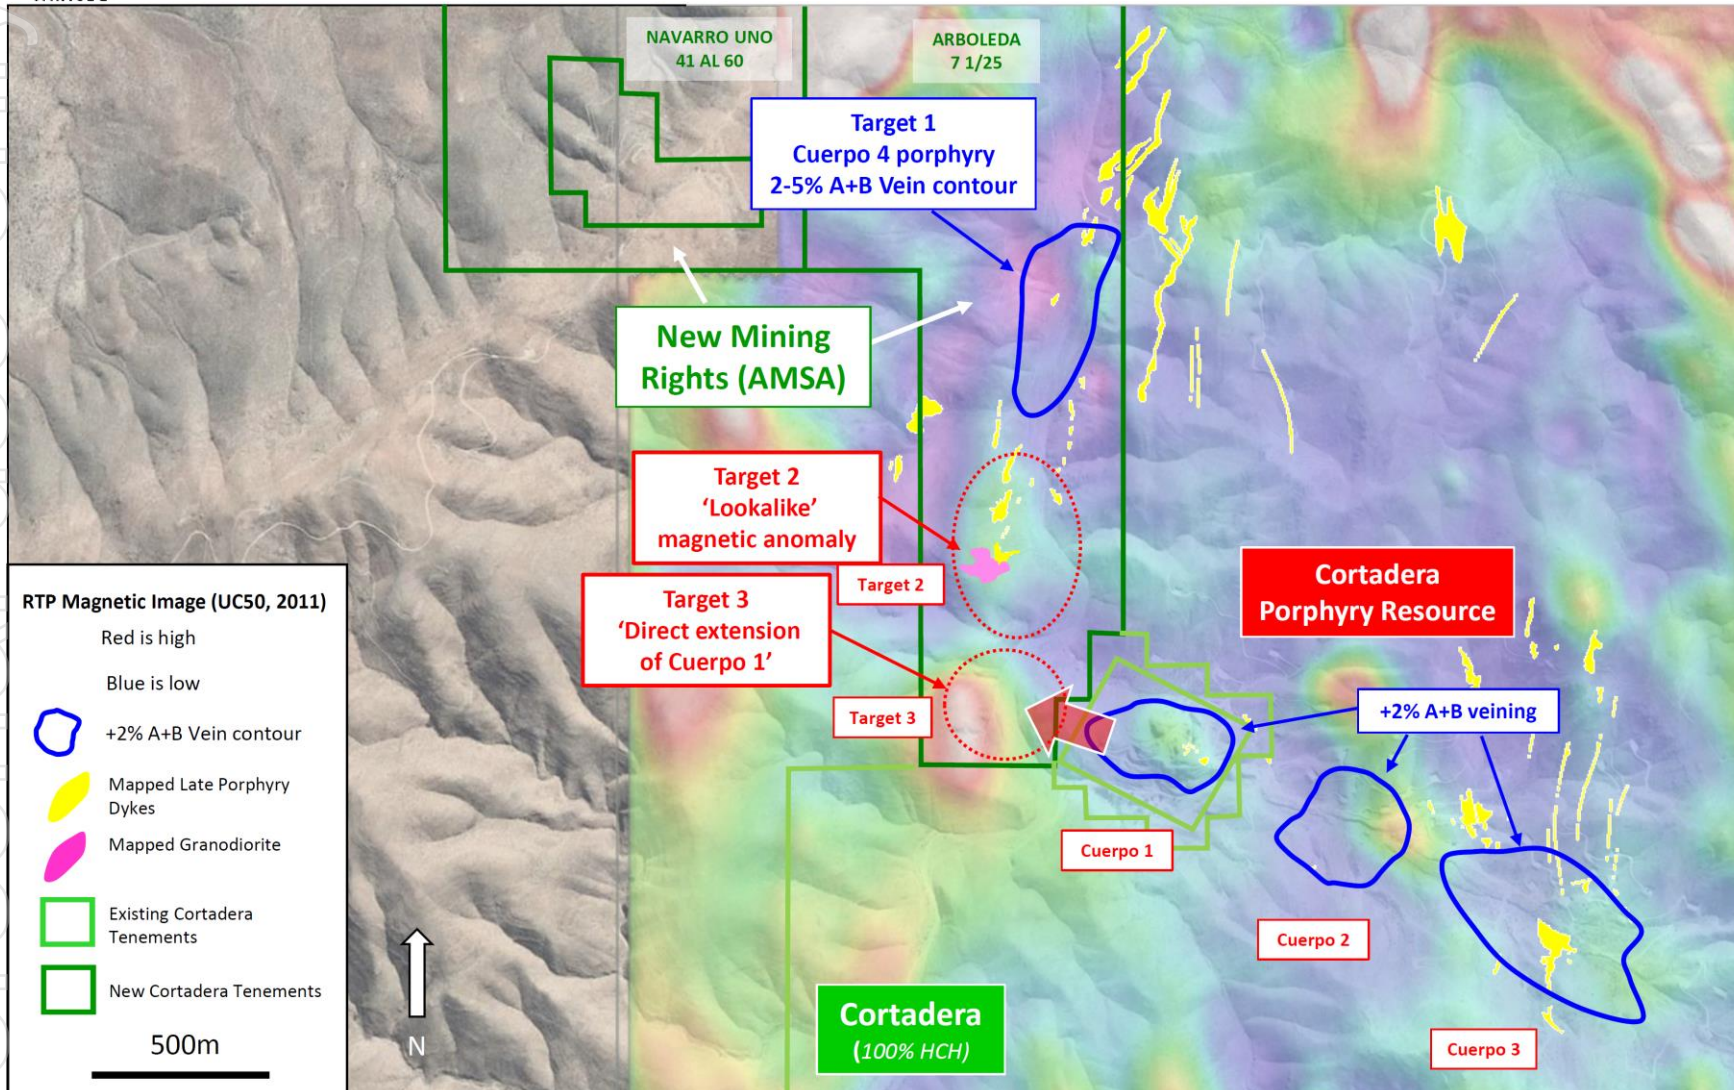 NAVARRO UNO
41 AL 60
ARBOLEDA
7 1/25
Target 1
Cuerpo 4 porphyry
2-5% A+B Vein contour
New Mining
Rights (AMSA)
Target 2
‘Lookalike’
magnetic anomaly
Target 2
Target 3
‘Direct extension
of Cuerpo 1’
Target 3
Cortadera
Porphyry Resource
+2% A+B veining
Cuerpo 1
Cuerpo 2
Cuerpo 3
Cortadera
(100% HCH)
RTP Magnetic Image (UC50, 2011)
Red is high
Blue is low
+2% A+B Vein contour
Mapped Late Porphyry
Dykes
Mapped Granodiorite
Existing Cortadera
Tenements
New Cortadera Tenements
500m
N